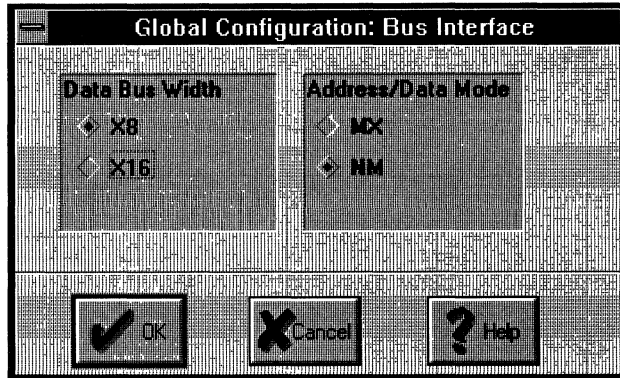 Global Configuration: Bus Interface
Data Bus Width
X8
X16
Address/Data Mode
MX
NM
OK
Cancel
Help